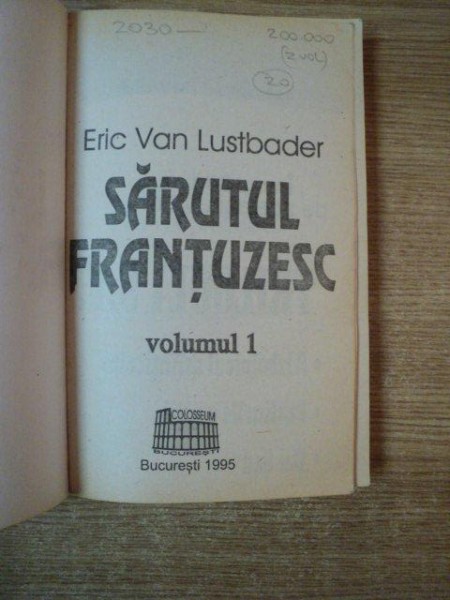 2030 —
200.000
(2 vol)
20
Eric Van Lustbader
SĂRUTUL
FRANȚUZESC
volumul 1
COLOSSEUM
BUCUREȘTI
București 1995